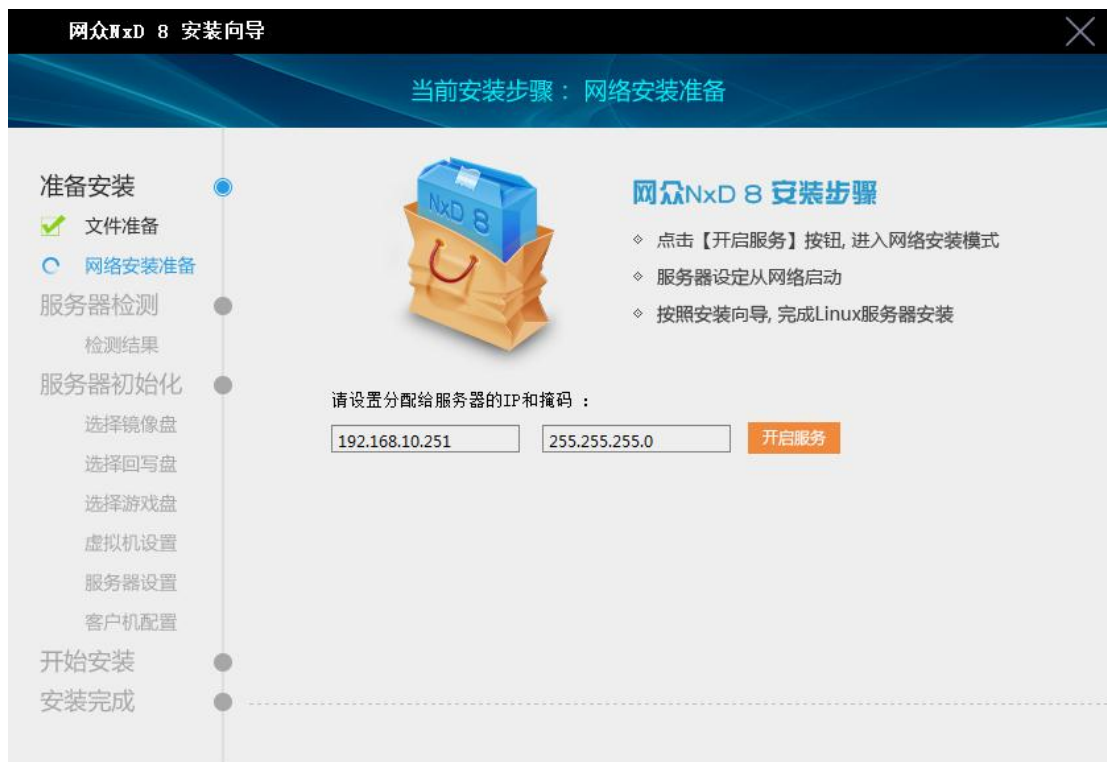 网众NxD 8 安装向导
当前安装步骤： 网络安装准备
准备安装
文件准备
网络安装准备
服务器检测
检测结果
服务器初始化
选择镜像盘
选择回写盘
选择游戏盘
虚拟机设置
服务器设置
客户机配置
开始安装
安装完成
NxD 8
网众NxD 8 安装步骤
点击【开启服务】按钮, 进入网络安装模式
服务器设定从网络启动
按照安装向导, 完成Linux服务器安装
请设置分配给服务器的IP和掩码 ：
192.168.10.251 255.255.255.0 开启服务